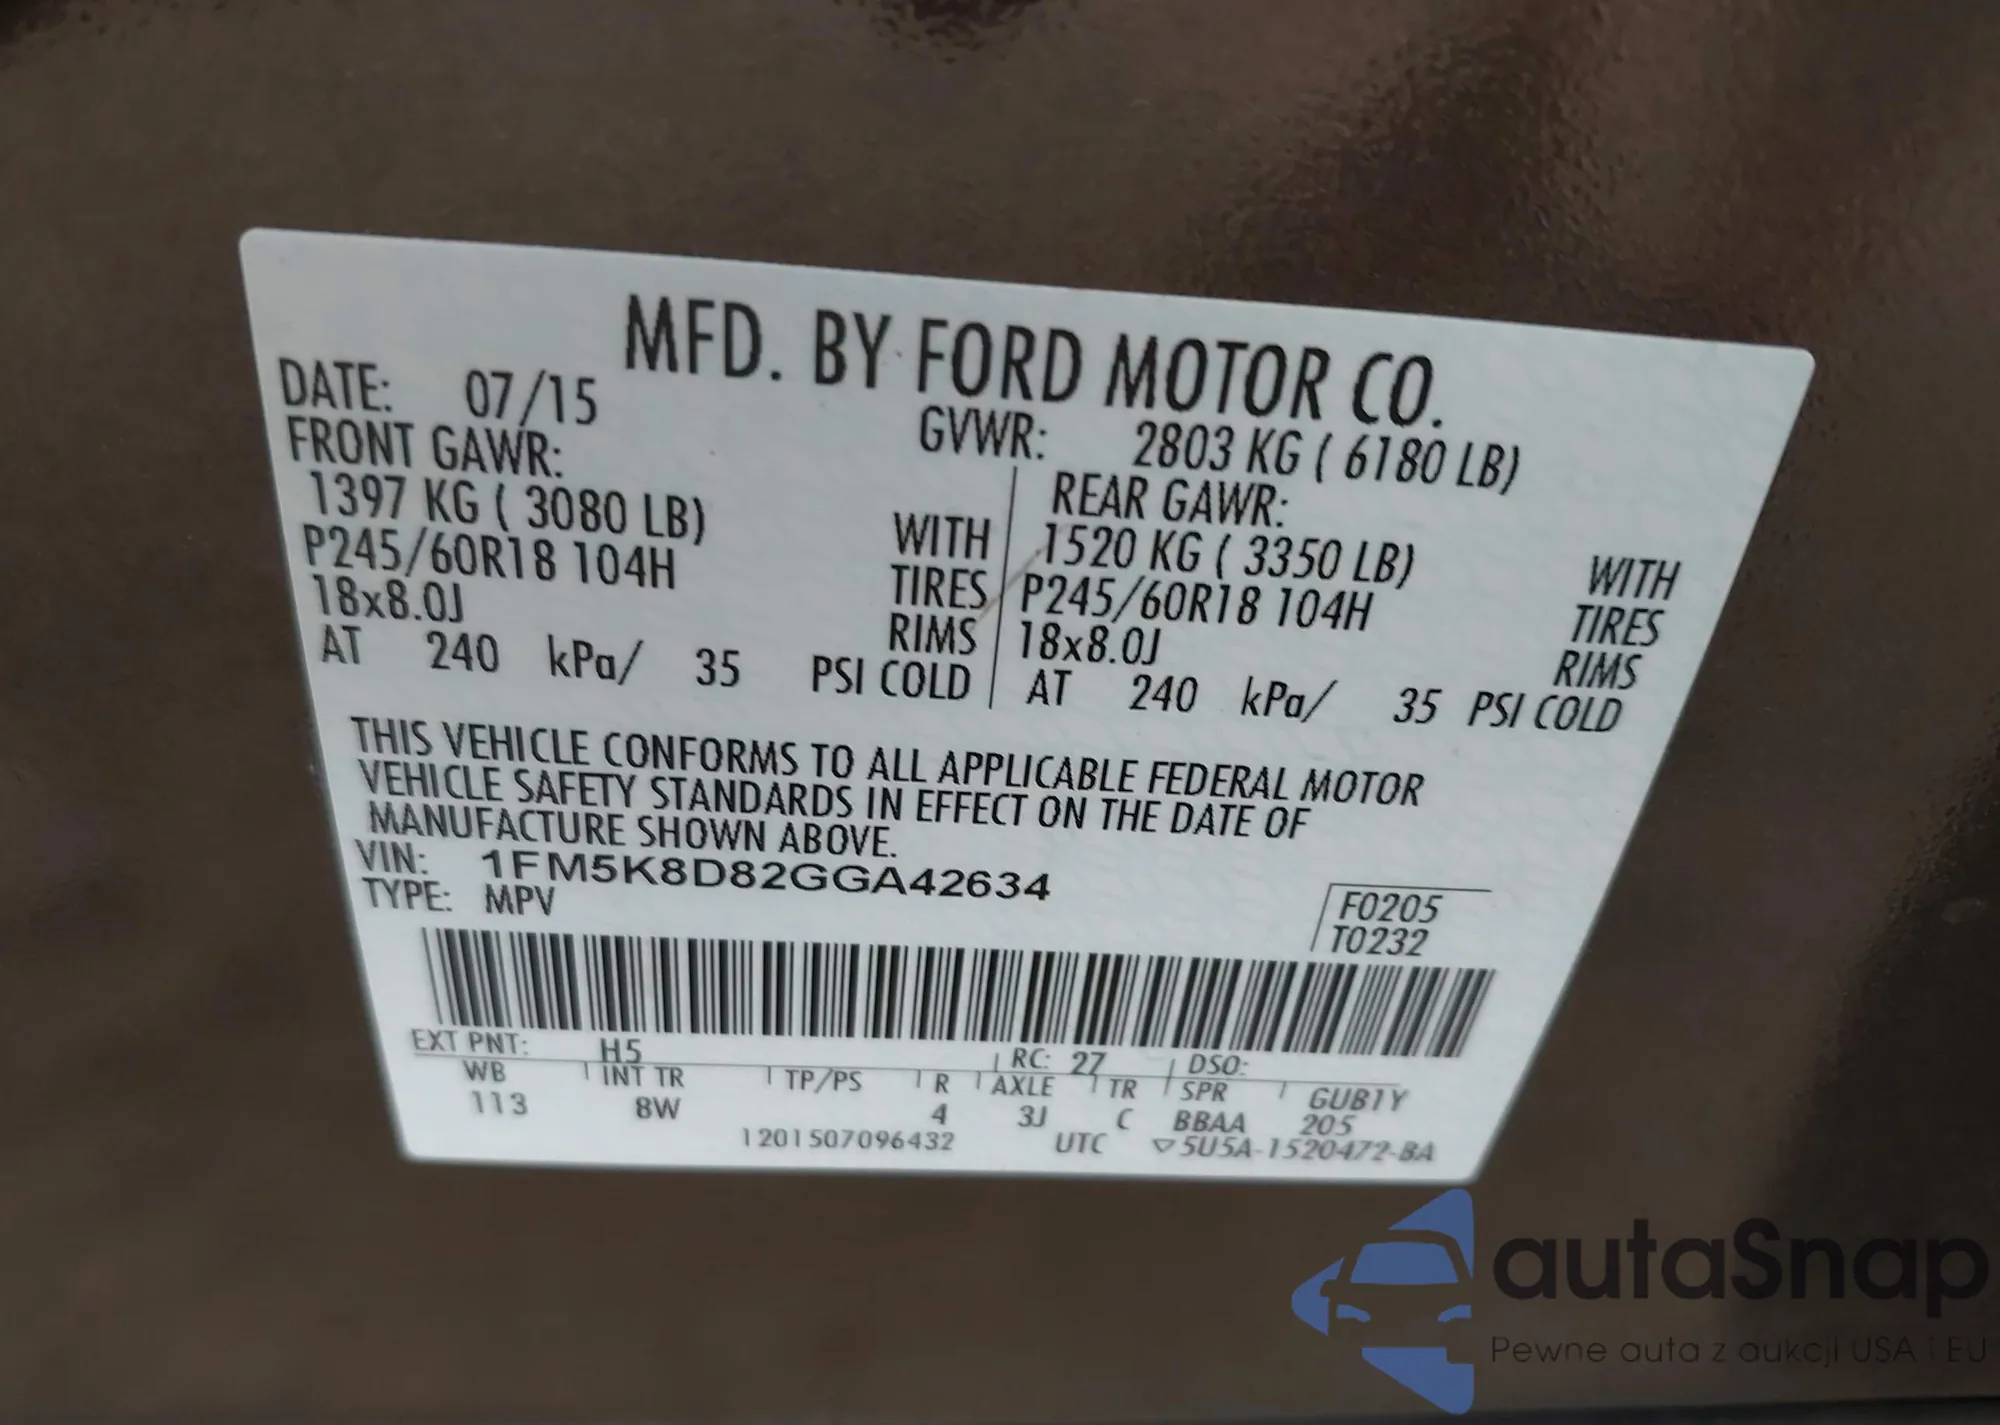 MFD. BY FORD MOTOR CO.
DATE: 07/15 GVWR: 2803 KG ( 6180 LB)
FRONT GAWR: REAR GAWR:
1397 KG ( 3080 LB) WITH 1520 KG ( 3350 LB) WITH
P245/60R18 104H TIRES P245/60R18 104H TIRES
18x8.0J RIMS 18x8.0J RIMS
AT 240 kPa/ 35 PSI COLD AT 240 kPa/ 35 PSI COLD
THIS VEHICLE CONFORMS TO ALL APPLICABLE FEDERAL MOTOR
VEHICLE SAFETY STANDARDS IN EFFECT ON THE DATE OF
MANUFACTURE SHOWN ABOVE.
VIN: 1FM5K8D82GGA42634
TYPE: MPV
F0205
T0232
EXT PNT: H5 RC: 27 DSO:
WB INT TR TP/PS R AXLE TR SPR GUB1Y
113 8W 4 3J C BBAA 205
1201507096432 UTC ▽5U5A-1520472-BA
autaSnap
Pewne auta z aukcji USA i EU